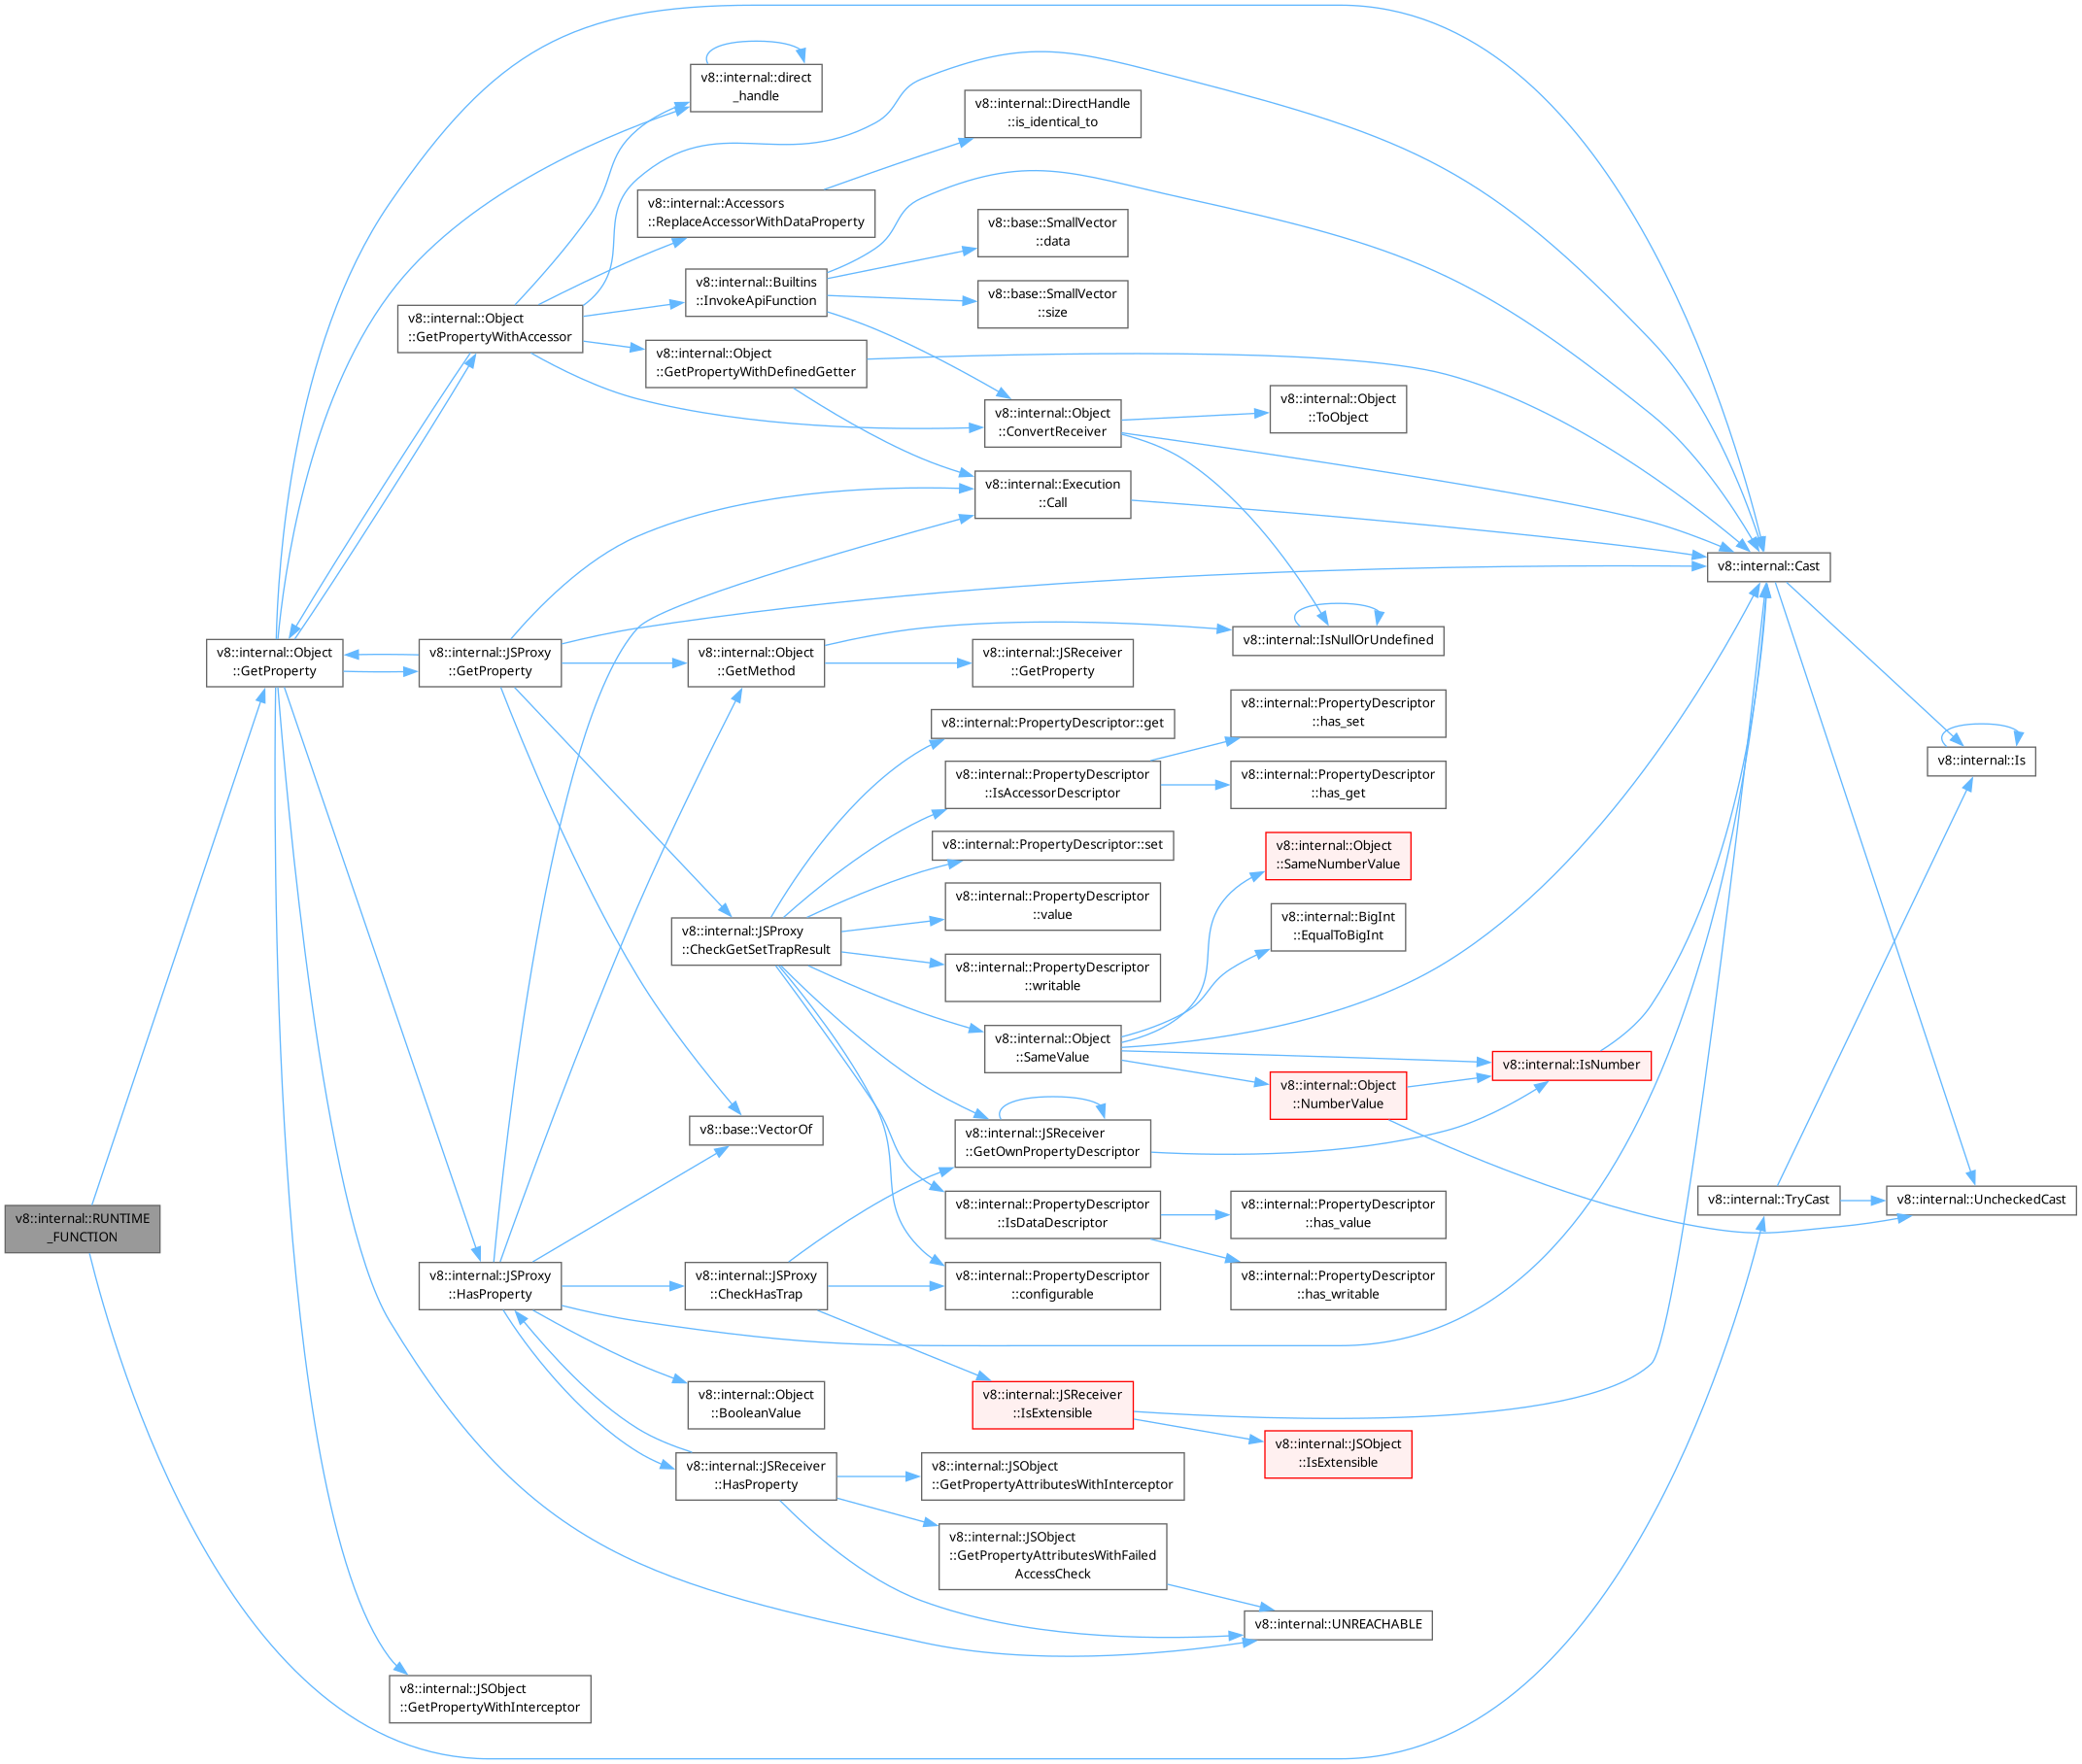 v8::internal::direct
_handle
v8::internal::DirectHandle
::is_identical_to
v8::internal::Accessors
::ReplaceAccessorWithDataProperty
v8::base::SmallVector
::data
v8::internal::Builtins
::InvokeApiFunction
v8::base::SmallVector
::size
v8::internal::Object
::GetPropertyWithAccessor
v8::internal::Object
::GetPropertyWithDefinedGetter
v8::internal::Object
::ConvertReceiver
v8::internal::Object
::ToObject
v8::internal::Execution
::Call
v8::internal::Cast
v8::internal::IsNullOrUndefined
v8::internal::Object
::GetProperty
v8::internal::JSProxy
::GetProperty
v8::internal::Object
::GetMethod
v8::internal::JSReceiver
::GetProperty
v8::internal::PropertyDescriptor::get
v8::internal::PropertyDescriptor
::has_set
v8::internal::Is
v8::internal::PropertyDescriptor
::IsAccessorDescriptor
v8::internal::PropertyDescriptor
::has_get
v8::internal::PropertyDescriptor::set
v8::internal::Object
::SameNumberValue
v8::internal::PropertyDescriptor
::value
v8::internal::BigInt
::EqualToBigInt
v8::internal::JSProxy
::CheckGetSetTrapResult
v8::internal::PropertyDescriptor
::writable
v8::internal::Object
::SameValue
v8::internal::IsNumber
v8::internal::Object
::NumberValue
v8::base::VectorOf
v8::internal::JSReceiver
::GetOwnPropertyDescriptor
v8::internal::RUNTIME
_FUNCTION
v8::internal::PropertyDescriptor
::IsDataDescriptor
v8::internal::PropertyDescriptor
::has_value
v8::internal::TryCast
v8::internal::UncheckedCast
v8::internal::JSProxy
::HasProperty
v8::internal::JSProxy
::CheckHasTrap
v8::internal::PropertyDescriptor
::configurable
v8::internal::PropertyDescriptor
::has_writable
v8::internal::Object
::BooleanValue
v8::internal::JSReceiver
::IsExtensible
v8::internal::JSObject
::IsExtensible
v8::internal::JSReceiver
::HasProperty
v8::internal::JSObject
::GetPropertyAttributesWithInterceptor
v8::internal::JSObject
::GetPropertyAttributesWithFailed
AccessCheck
v8::internal::UNREACHABLE
v8::internal::JSObject
::GetPropertyWithInterceptor